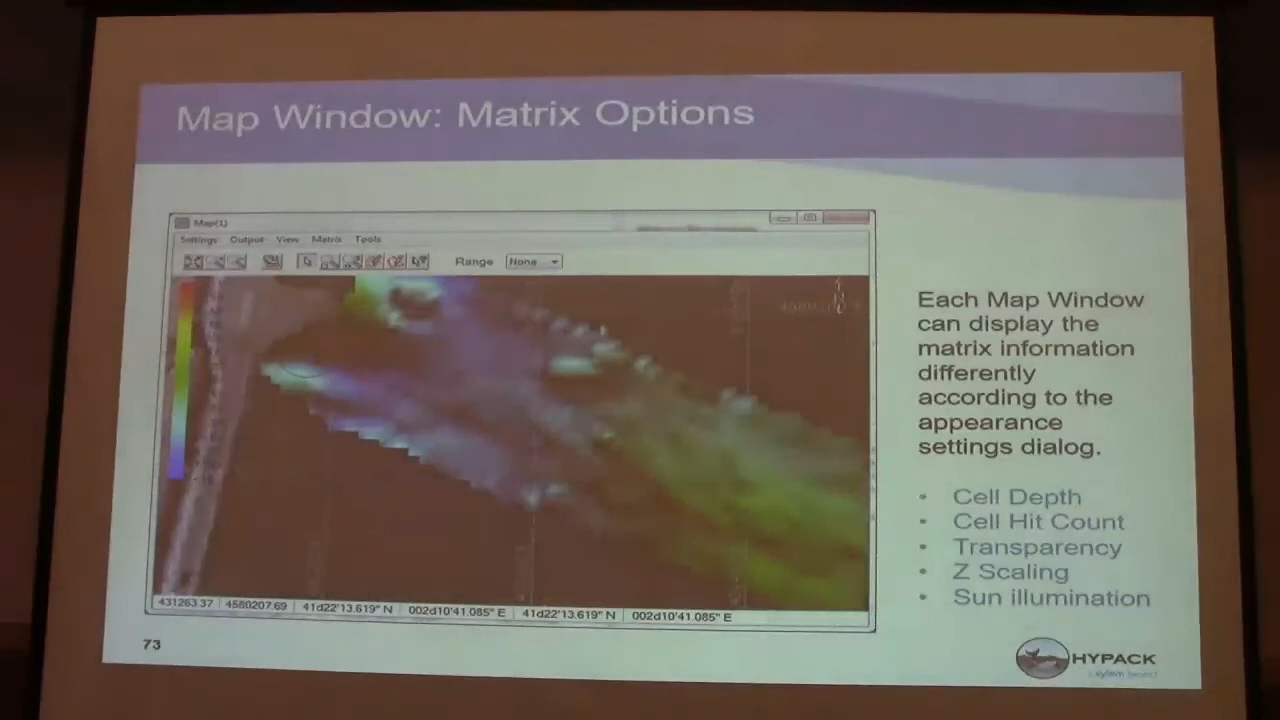 Map Window: Matrix Options
Map(1)
Settings Output View Matrix Tools
Range None
431263.37 4580207.69 41d22'13.619" N 002d10'41.085" E 41d22'13.619" N 002d10'41.085" E
Each Map Window
can display the
matrix information
differently
according to the
appearance
settings dialog.
• Cell Depth
• Cell Hit Count
• Transparency
• Z Scaling
• Sun illumination
73
HYPACK
a xylem brand